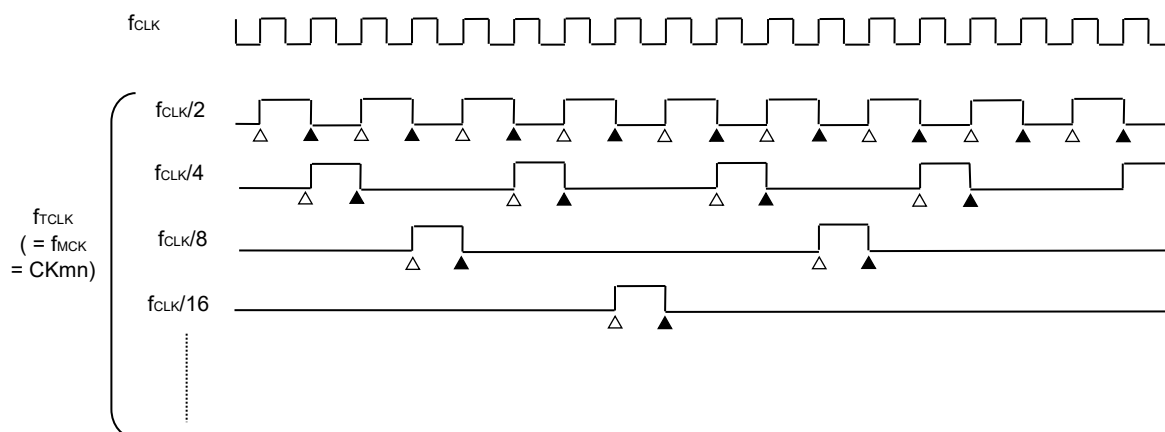 fCLK
fCLK/2
fCLK/4
fCLK/8
fCLK/16
fTCLK
( = fMCK
= CKmn)